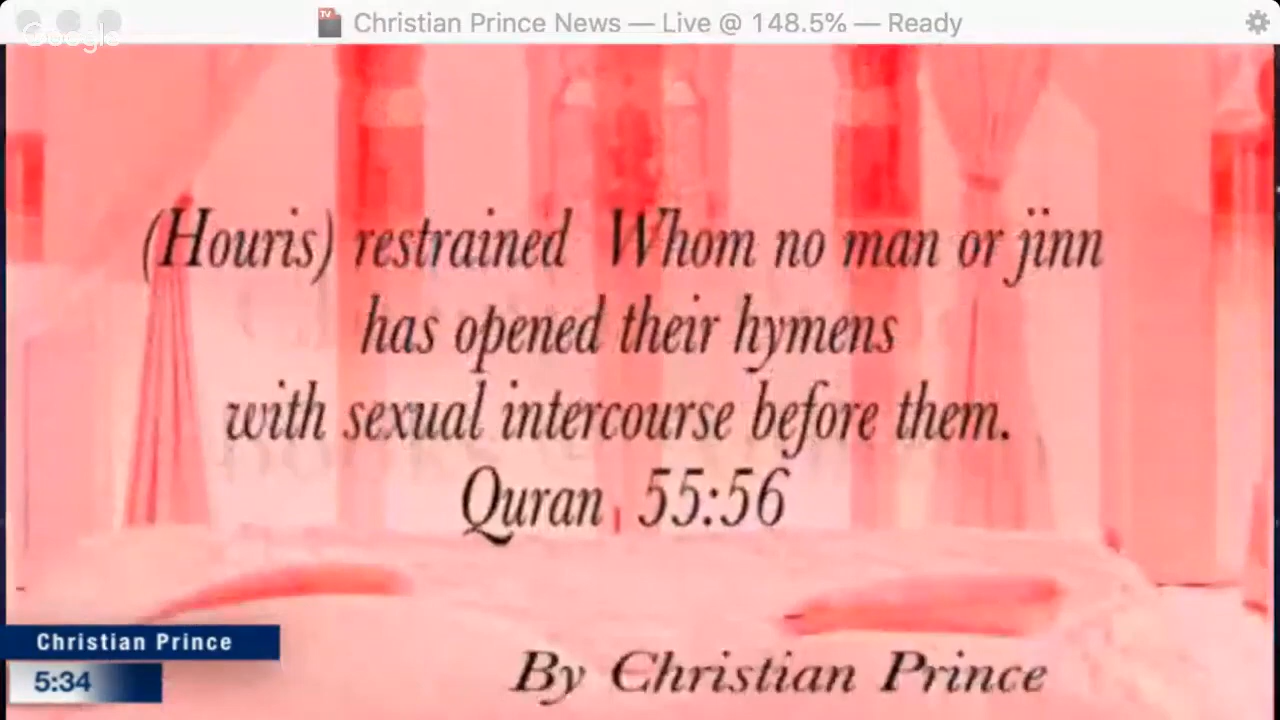 Christian Prince News — Live @ 148.5% — Ready
Google
(Houris) restrained Whom no man or jinn
has opened their hymens
with sexual intercourse before them.
Quran 55:56
Christian Prince
5:34
By Christian Prince